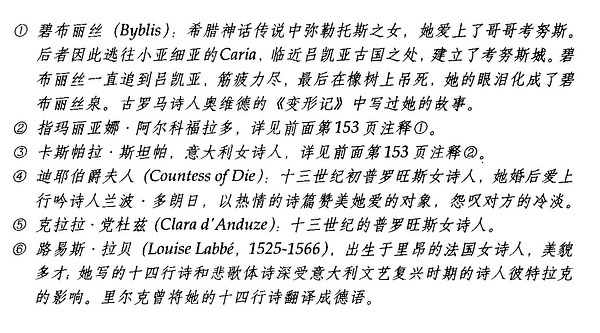 ① 碧布丽丝（Byblis）：希腊神话传说中弥勒托斯之女，她爱上了哥哥考努斯。
后者因此逃往小亚细亚的Caria，临近吕凯亚古国之处，建立了考努斯城。碧
布丽丝一直追到吕凯亚，筋疲力尽，最后在橡树上吊死，她的眼泪化成了碧
布丽丝泉。古罗马诗人奥维德的《变形记》中写过她的故事。
② 指玛丽亚娜·阿尔科福拉多，详见前面第153页注释①。
③ 卡斯帕拉·斯坦帕，意大利女诗人，详见前面第153页注释②。
④ 迪耶伯爵夫人（Countess of Die）：十三世纪初普罗旺斯女诗人，她婚后爱上
行吟诗人兰波·多朗日，以热情的诗篇赞美她爱的对象，怨叹对方的冷淡。
⑤ 克拉拉·党杜兹（Clara d'Anduze）：十三世纪的普罗旺斯女诗人。
⑥ 路易斯·拉贝（Louise Labbé，1525-1566），出生于里昂的法国女诗人，美貌
多才，她写的十四行诗和悲歌体诗深受意大利文艺复兴时期的诗人彼特拉克
的影响。里尔克曾将她的十四行诗翻译成德语。